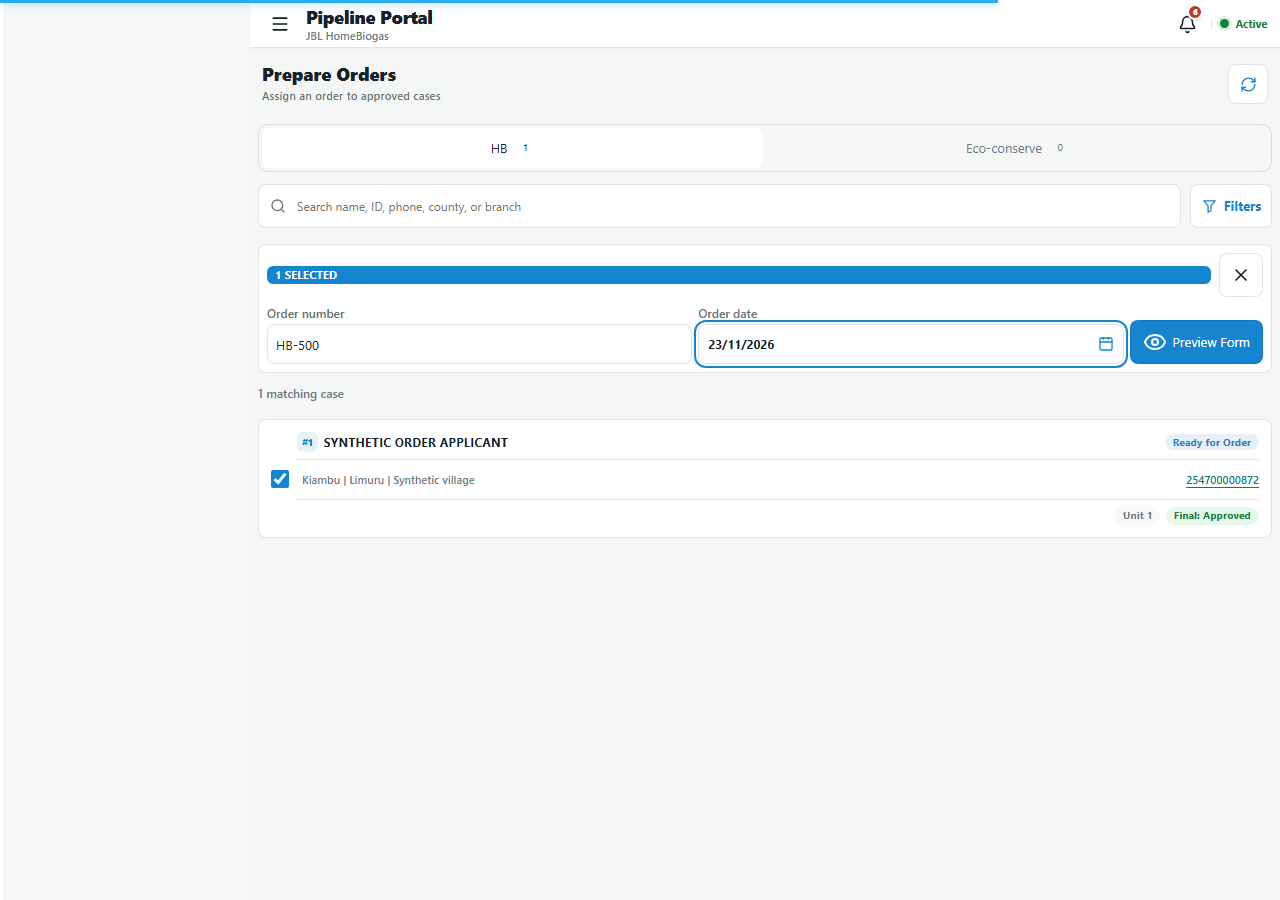 Pipeline Portal
JBL HomeBiogas
6
Active
Prepare Orders
Assign an order to approved cases
HB 1
Eco-conserve 0
Search name, ID, phone, county, or branch
Filters
1 SELECTED
Order number
Order date
HB-500
23/11/2026
Preview Form
1 matching case
#1 SYNTHETIC ORDER APPLICANT
Ready for Order
Kiambu | Limuru | Synthetic village
254700000872
Unit 1
Final: Approved